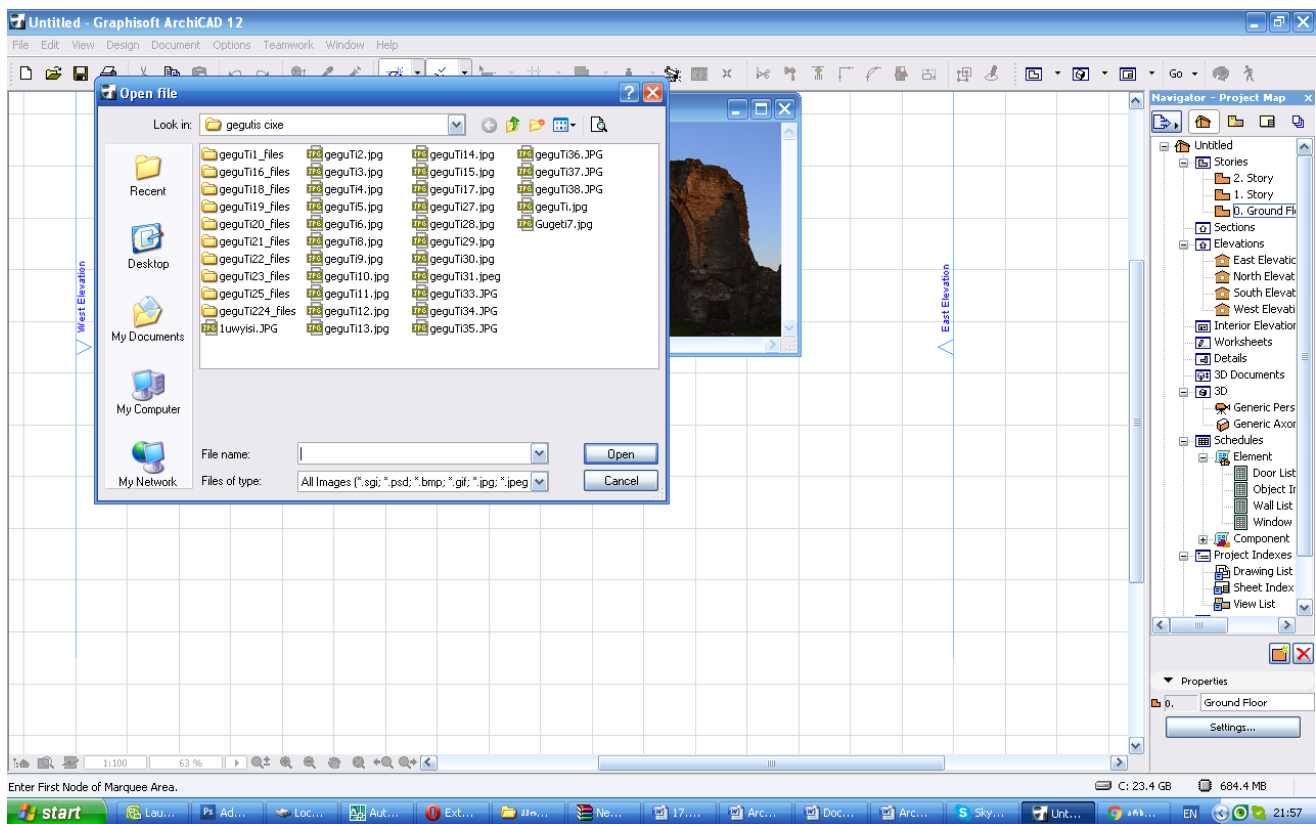 Untitled - Graphisoft ArchiCAD 12
File Edit View Design Document Options Teamwork Window Help
Go
Open file
Look in: gegutis cixe
Recent
Desktop
My Documents
My Computer
My Network
geguTi1_files
geguTi16_files
geguTi18_files
geguTi19_files
geguTi20_files
geguTi21_files
geguTi22_files
geguTi23_files
geguTi25_files
geguTi224_files
1uwyisi.JPG
geguTi2.jpg
geguTi3.jpg
geguTi4.jpg
geguTi5.jpg
geguTi6.jpg
geguTi8.jpg
geguTi9.jpg
geguTi10.jpg
geguTi11.jpg
geguTi12.jpg
geguTi13.jpg
geguTi14.jpg
geguTi15.jpg
geguTi17.jpg
geguTi27.jpg
geguTi28.jpg
geguTi29.jpg
geguTi30.jpg
geguTi31.jpeg
geguTi33.JPG
geguTi34.JPG
geguTi35.JPG
geguTi36.JPG
geguTi37.JPG
geguTi38.JPG
geguTi.jpg
Gugeti7.jpg
File name:
Open
Files of type: All Images (*.sgi; *.psd; *.bmp; *.gif; *.jpg; *.jpeg
Cancel
West Elevation
East Elevation
Navigator - Project Map
Untitled
Stories
2. Story
1. Story
0. Ground Fl
Sections
Elevations
East Elevatic
North Elevat
South Elevat
West Elevati
Interior Elevation
Worksheets
Details
3D Documents
3D
Generic Pers
Generic Axor
Schedules
Element
Door List
Object Ir
Wall List
Window
Component
Project Indexes
Drawing List
Sheet Index
View List
Properties
0. Ground Floor
Settings...
1:100 63 %
Enter First Node of Marquee Area.
C: 23.4 GB 684.4 MB
start Lau... Ad... Loc... Aut... Ext... Ne... 17.... Arc... Doc... Arc... Sky... Unt... EN 21:57